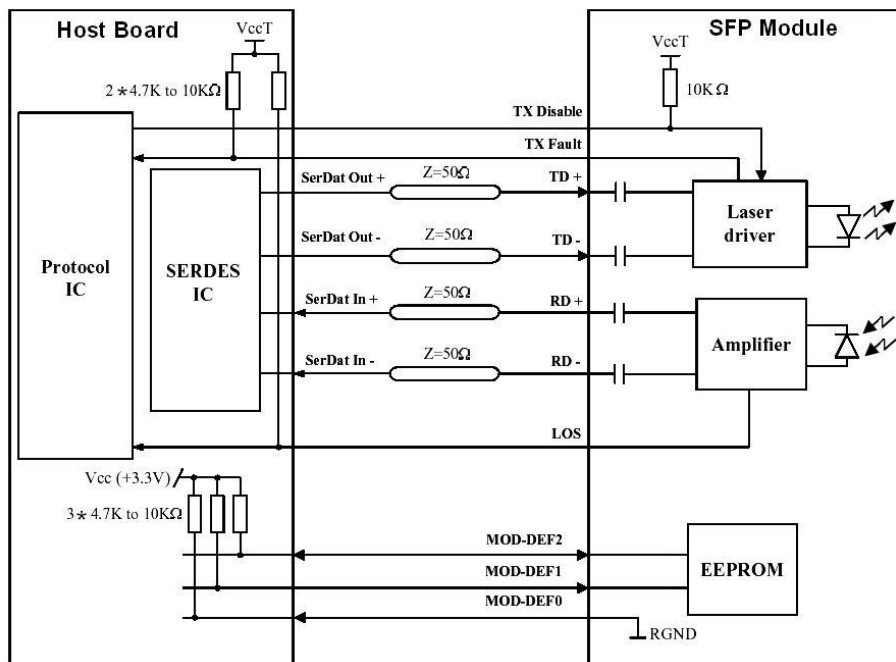 Host Board
SFP Module
VccT
VccT
2*4.7K to 10KΩ
10KΩ
TX Disable
TX Fault
SerDat Out +
Z=50Ω
TD +
SerDat Out -
Z=50Ω
TD -
Laser
driver
Protocol
IC
SERDES
IC
SerDat In +
Z=50Ω
RD +
SerDat In -
Z=50Ω
RD -
Amplifier
LOS
Vcc (+3.3V)
3*4.7K to 10KΩ
MOD-DEF2
MOD-DEF1
MOD-DEF0
EEPROM
RGND